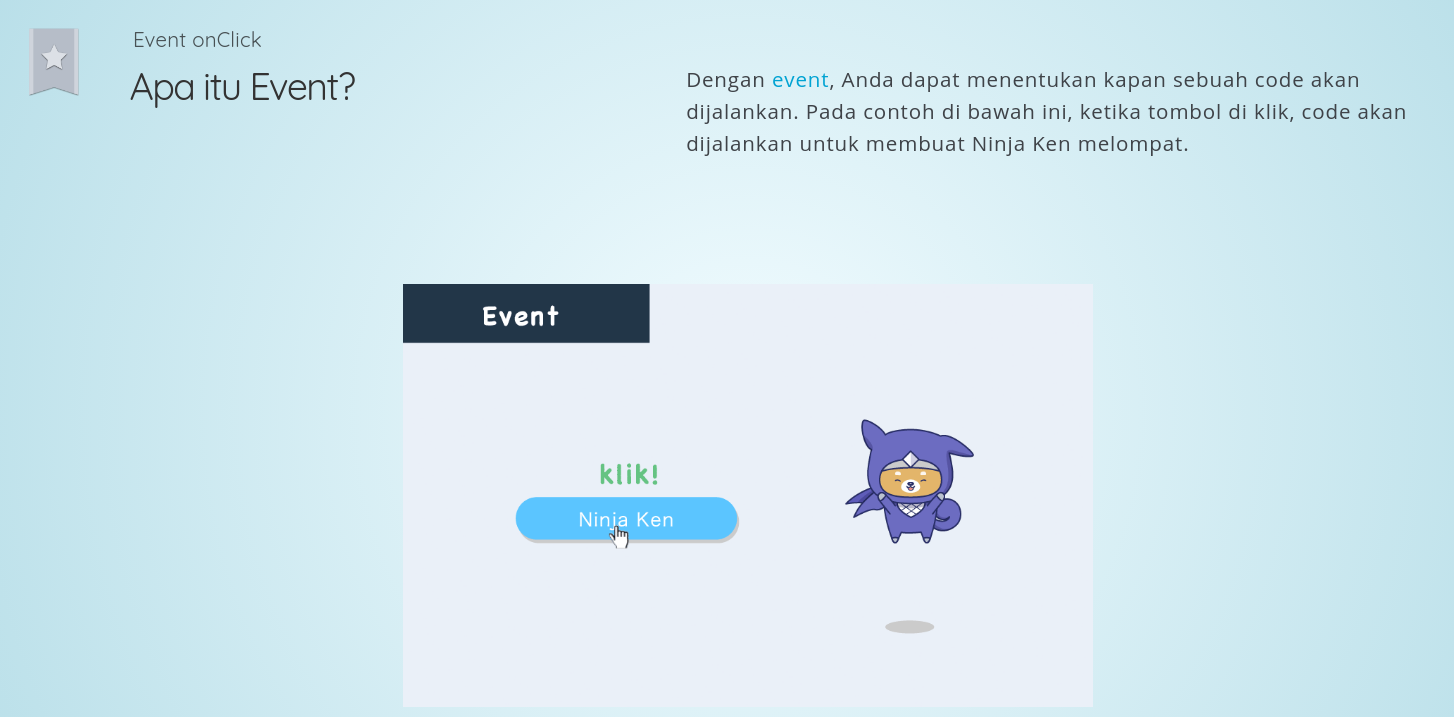 Event onClick
Apa itu Event?
Dengan event, Anda dapat menentukan kapan sebuah code akan
dijalankan. Pada contoh di bawah ini, ketika tombol di klik, code akan
dijalankan untuk membuat Ninja Ken melompat.
Event
klik!
Ninja Ken